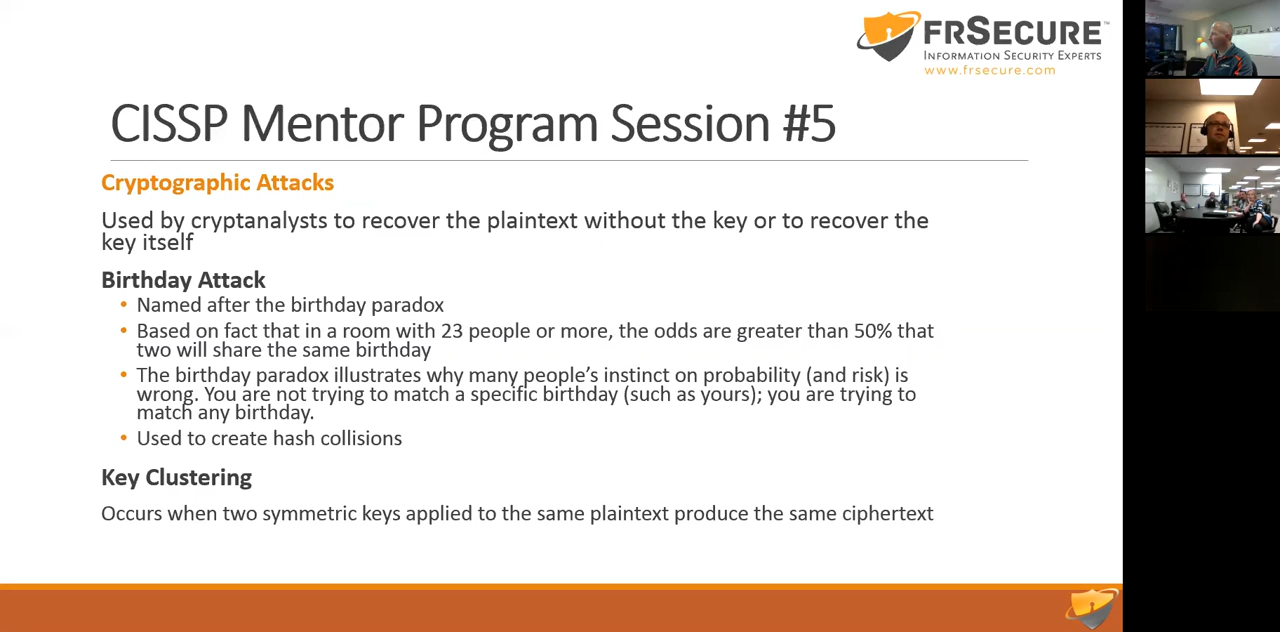 FRSECURE™
INFORMATION SECURITY EXPERTS
www.frsecure.com
CISSP Mentor Program Session #5
Cryptographic Attacks
Used by cryptanalysts to recover the plaintext without the key or to recover the
key itself
Birthday Attack
• Named after the birthday paradox
• Based on fact that in a room with 23 people or more, the odds are greater than 50% that
two will share the same birthday
• The birthday paradox illustrates why many people’s instinct on probability (and risk) is
wrong. You are not trying to match a specific birthday (such as yours); you are trying to
match any birthday.
• Used to create hash collisions
Key Clustering
Occurs when two symmetric keys applied to the same plaintext produce the same ciphertext